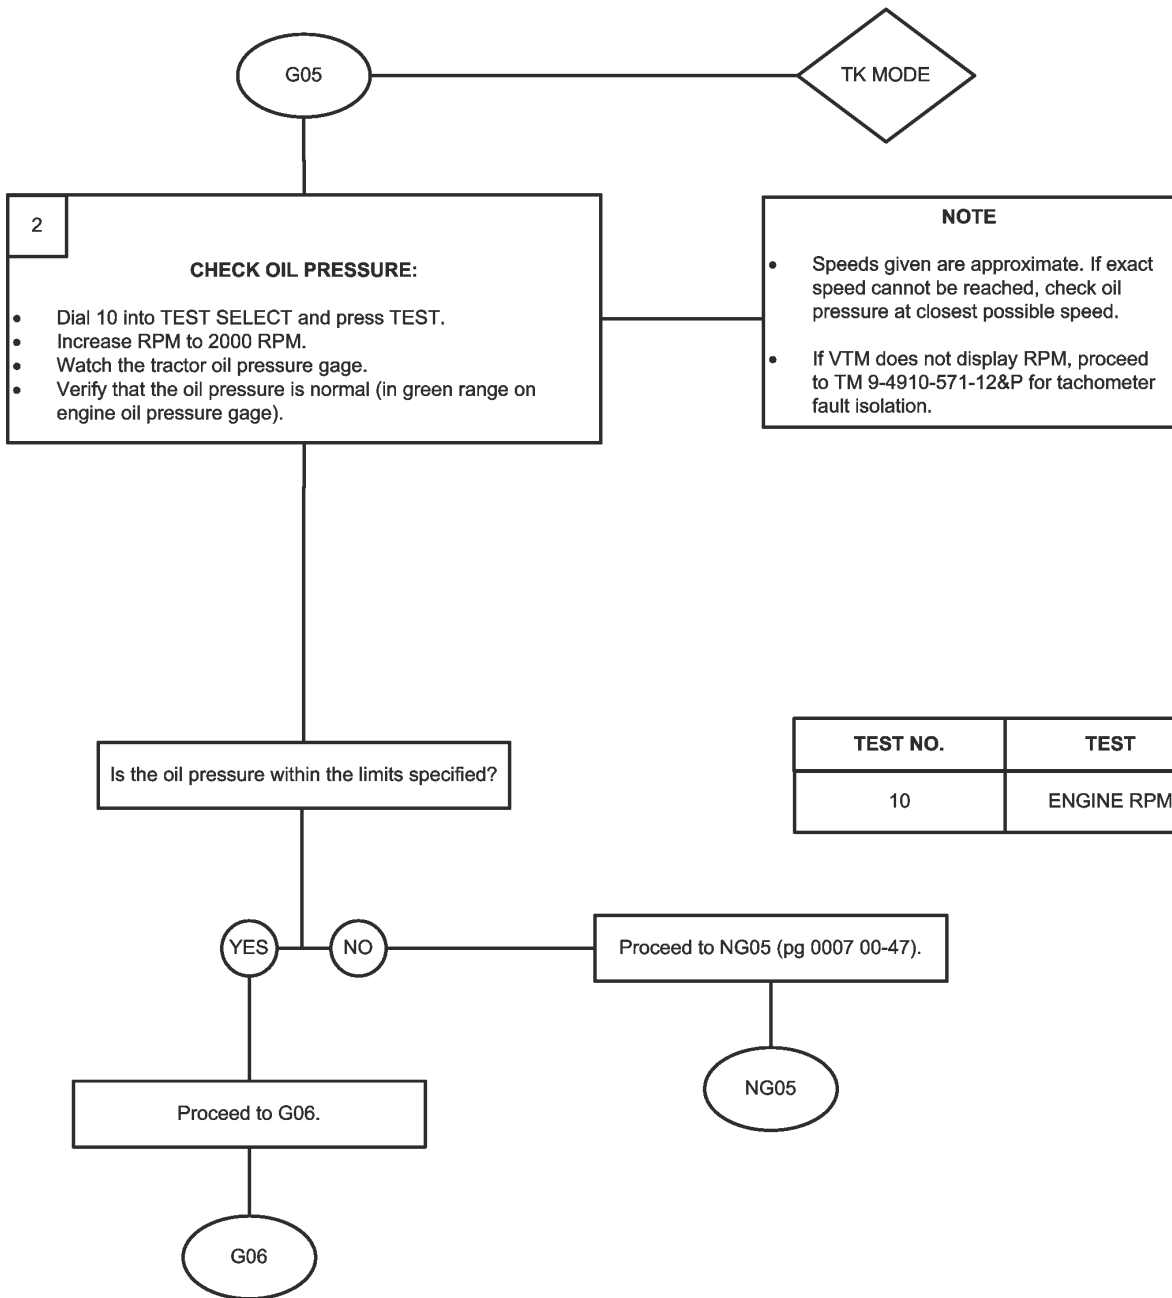 G05
TK MODE
2
CHECK OIL PRESSURE:
• Dial 10 into TEST SELECT and press TEST.
• Increase RPM to 2000 RPM.
• Watch the tractor oil pressure gage.
• Verify that the oil pressure is normal (in green range on
engine oil pressure gage).
NOTE
• Speeds given are approximate. If exact
speed cannot be reached, check oil
pressure at closest possible speed.
• If VTM does not display RPM, proceed
to TM 9-4910-571-12&P for tachometer
fault isolation.
TEST NO. TEST
10 ENGINE RPM
Is the oil pressure within the limits specified?
YES NO
Proceed to NG05 (pg 0007 00-47).
NG05
Proceed to G06.
G06